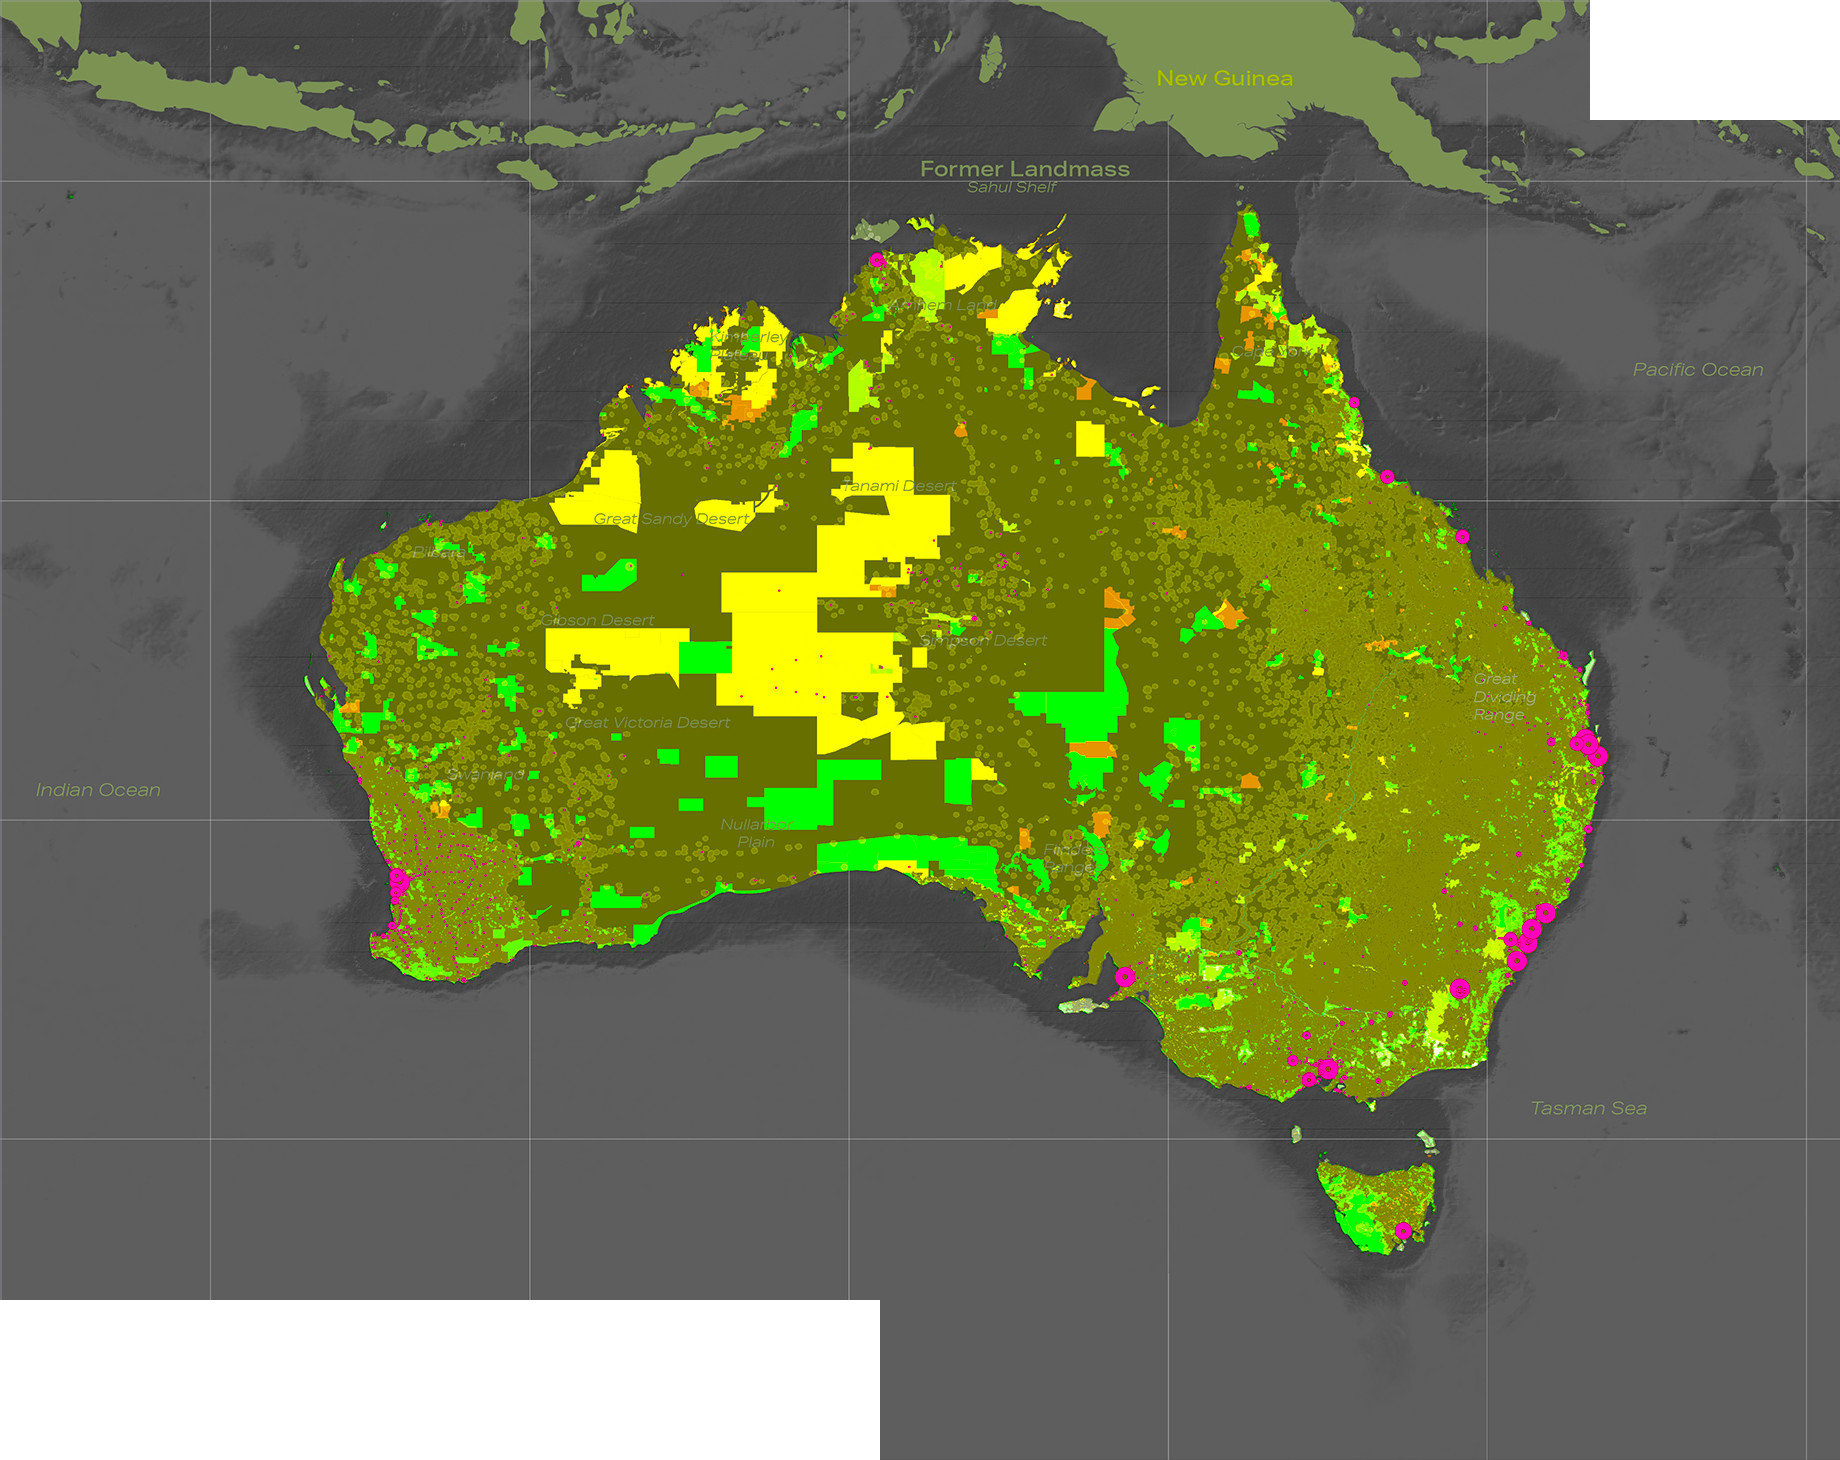 New Guinea
Former Landmass
Sahul Shelf
Arnhem Land
Kimberley
Plateau
Cape York
Pacific Ocean
Tanami Desert
Great Sandy Desert
Pilbara
Gibson Desert
Simpson Desert
Great
Dividing
Range
Great Victoria Desert
Swanland
Indian Ocean
Nullarbor
Plain
Flinders
Ranges
Tasman Sea